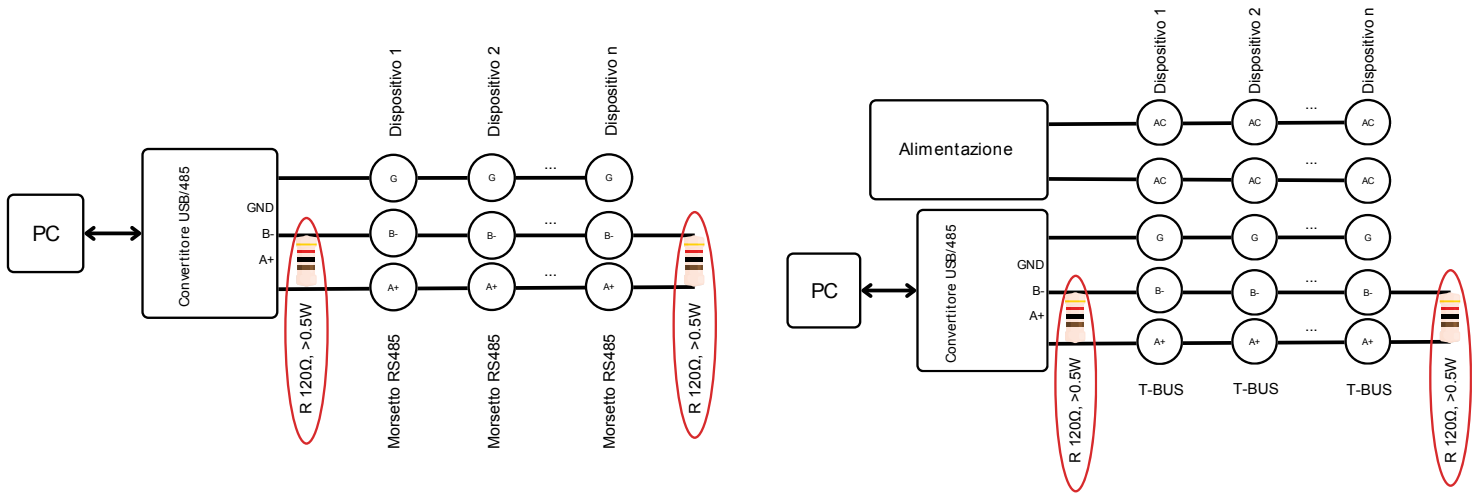 Dispositivo 1
Dispositivo 2
Dispositivo n
PC
Convertitore USB/485
GND
B-
A+
G
G
...
G
B-
B-
...
B-
A+
A+
...
A+
R 120Ω, >0.5W
Morsetto RS485
Morsetto RS485
Morsetto RS485
R 120Ω, >0.5W
Dispositivo 1
Dispositivo 2
Dispositivo n
Alimentazione
AC
AC
...
AC
AC
AC
...
AC
PC
Convertitore USB/485
GND
B-
A+
G
G
...
G
B-
B-
...
B-
A+
A+
...
A+
R 120Ω, >0.5W
T-BUS
T-BUS
T-BUS
R 120Ω, >0.5W